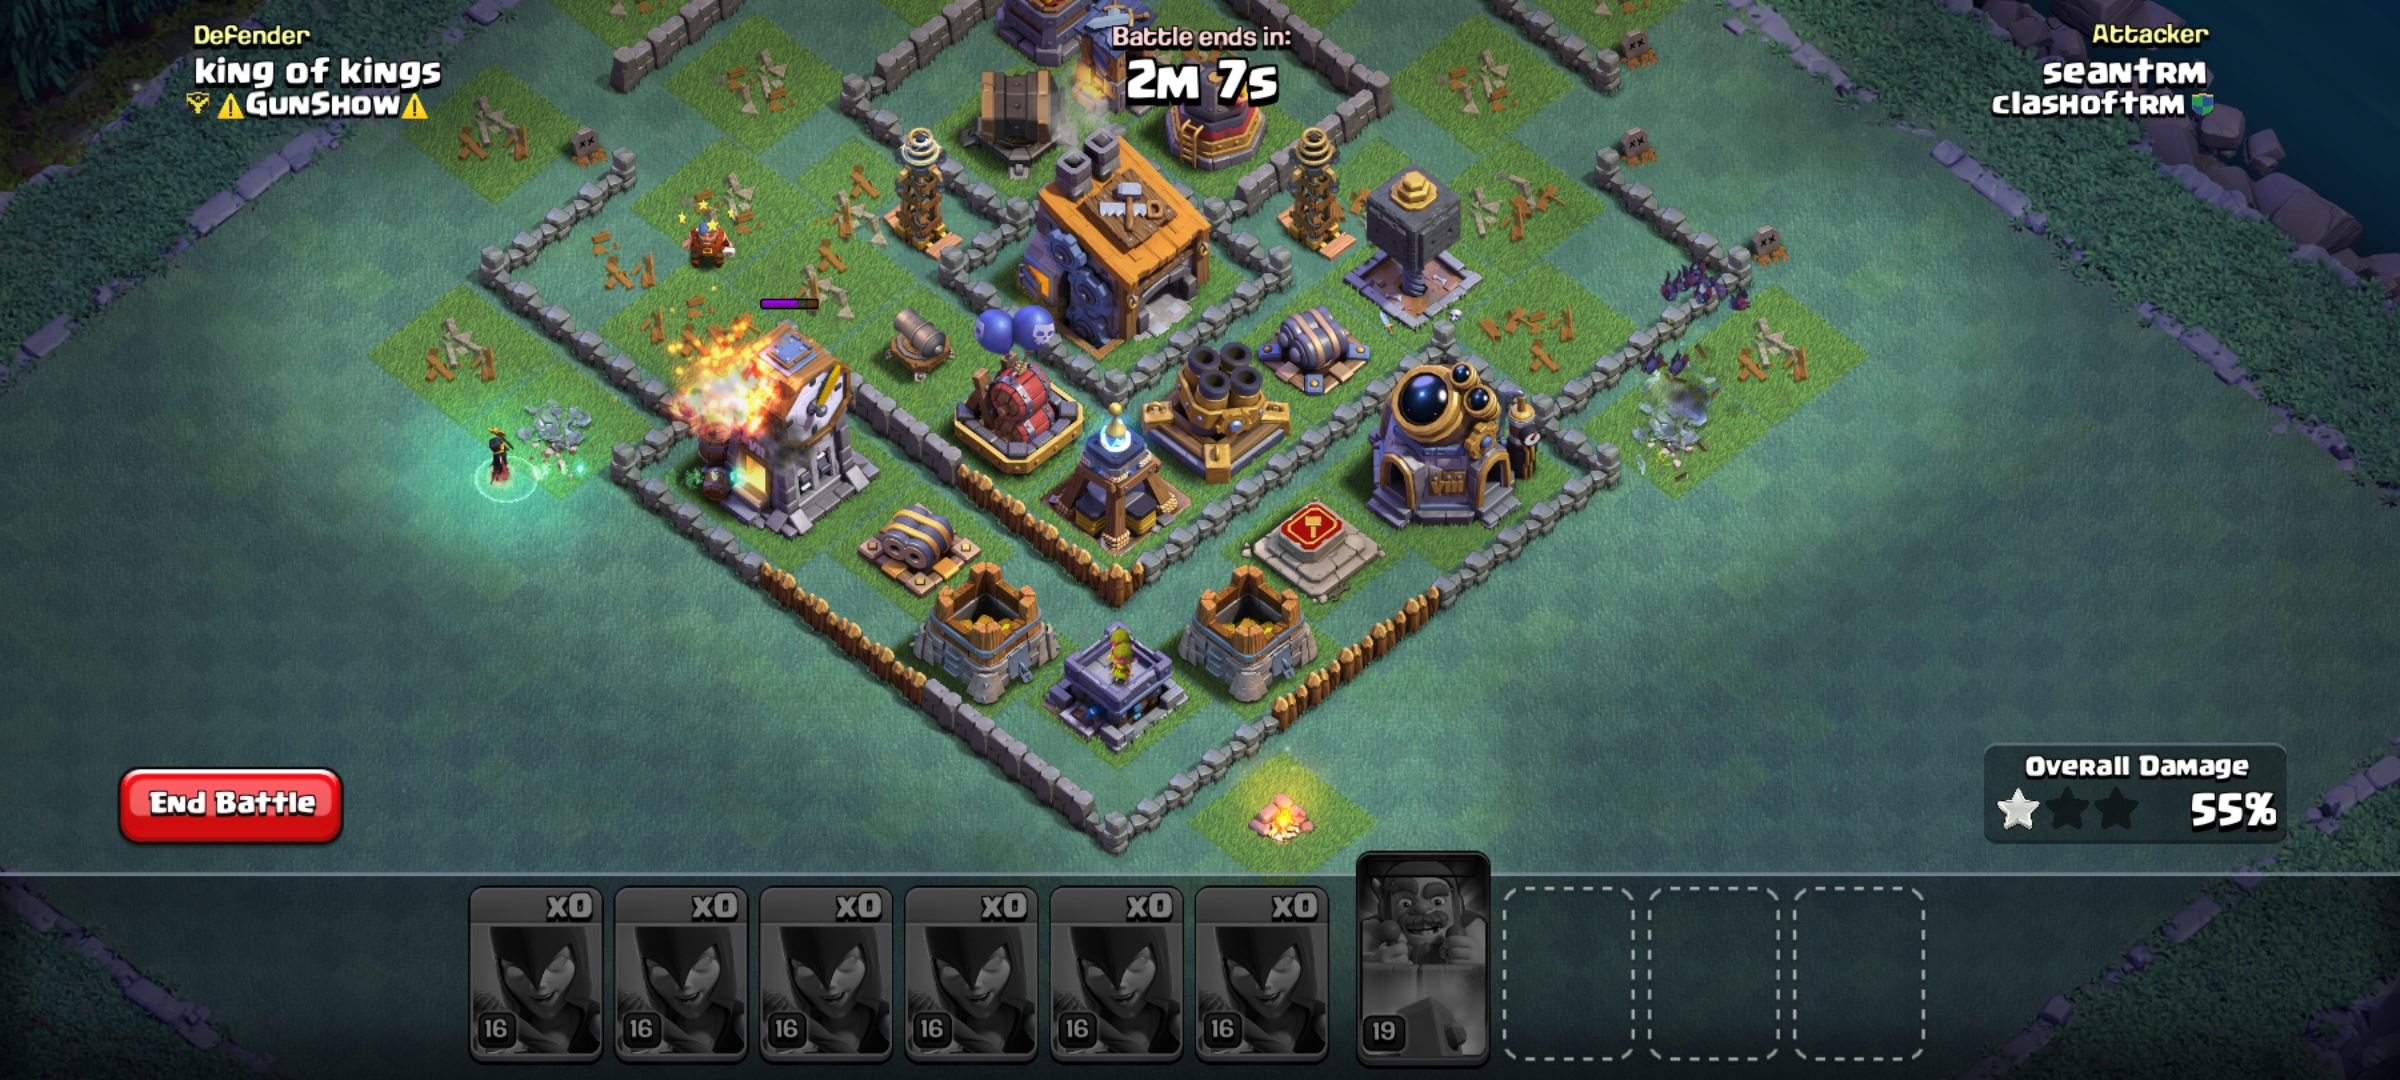 Defender
king of kings
⚠GunShow⚠
Battle ends in:
2M 7s
Attacker
seantrm
clashoftrm
VIII
End Battle
Overall Damage
55%
x0
x0
x0
x0
x0
x0
16
16
16
16
16
16
19